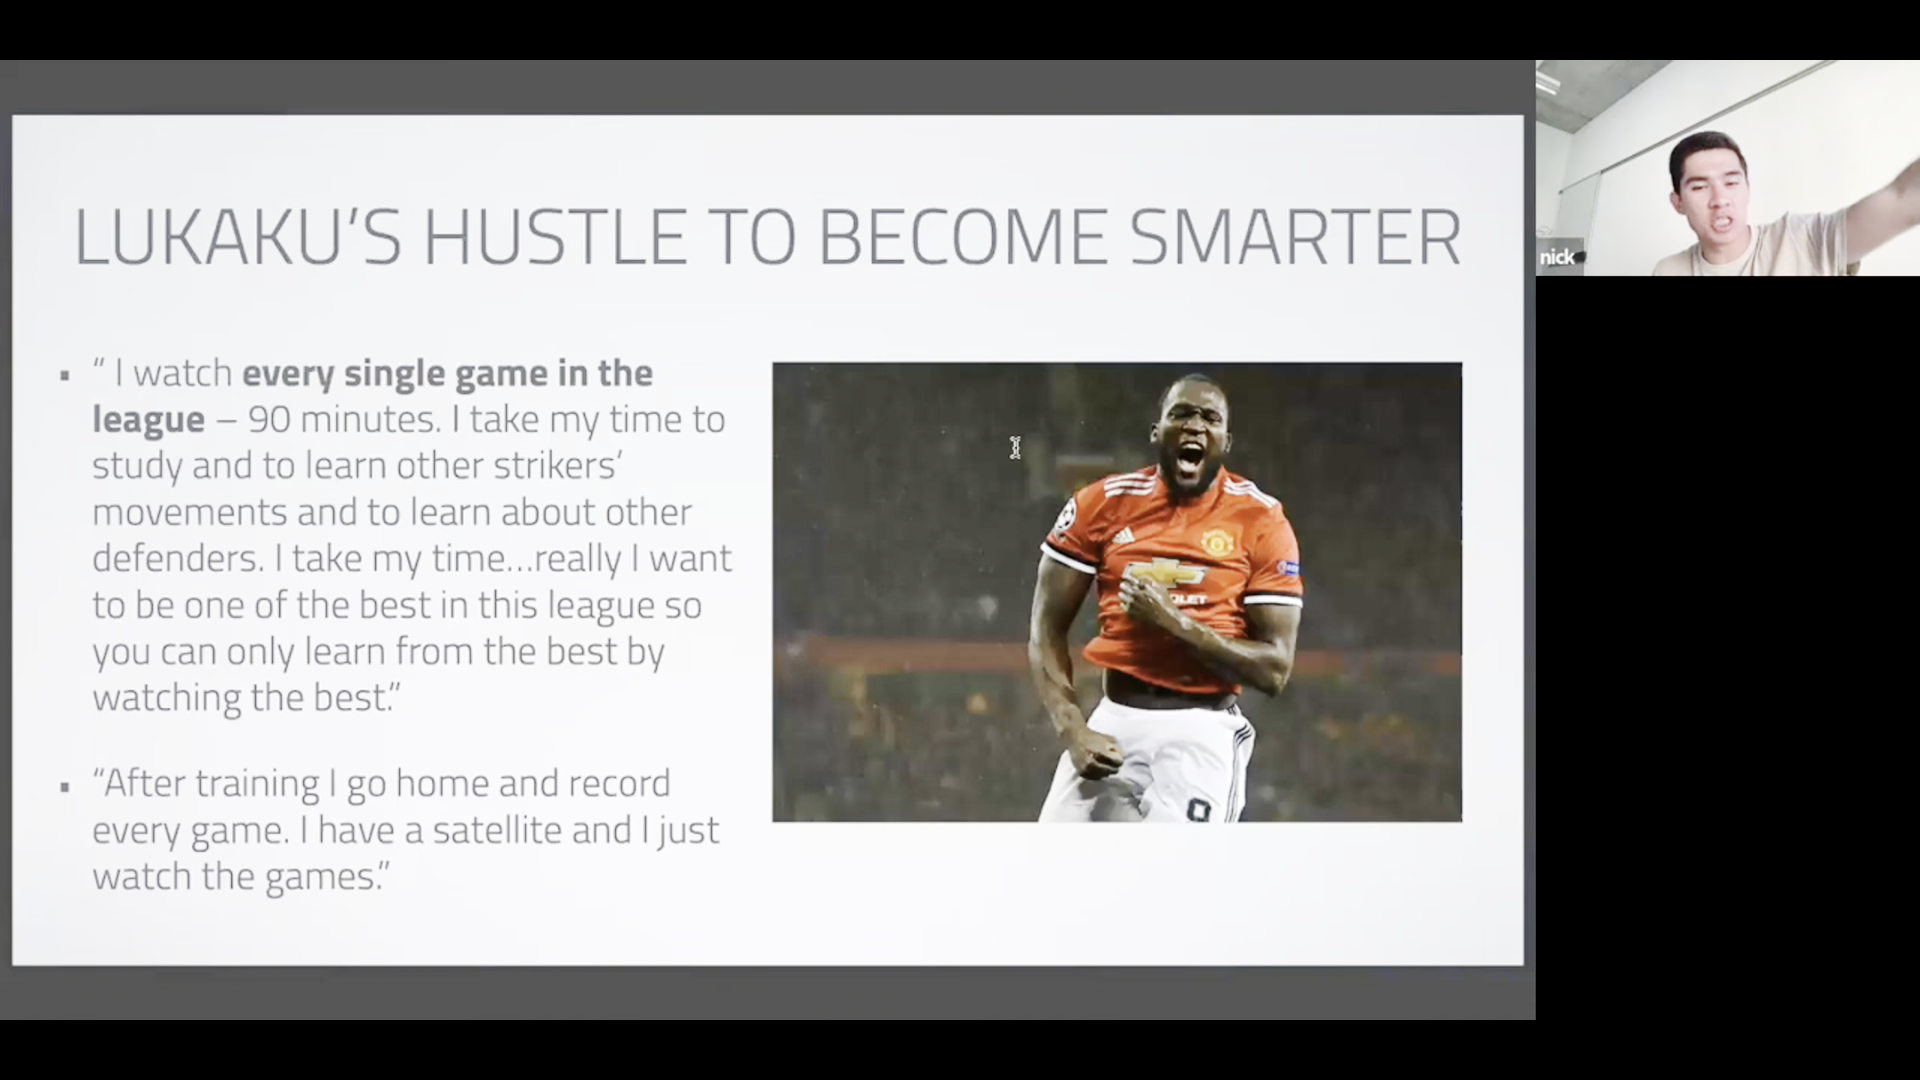 LUKAKU'S HUSTLE TO BECOME SMARTER
▪ “ I watch every single game in the
league – 90 minutes. I take my time to
study and to learn other strikers’
movements and to learn about other
defenders. I take my time...really I want
to be one of the best in this league so
you can only learn from the best by
watching the best.”
▪ “After training I go home and record
every game. I have a satellite and I just
watch the games.”
nick